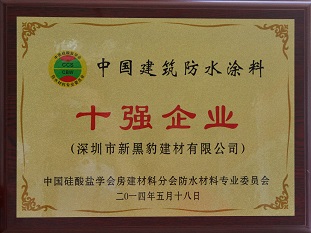 中国建筑防水涂料
十强企业
(深圳市新黑豹建材有限公司)
中国硅酸盐学会房建材料分会防水材料专业委员会
二〇一四年五月十八日